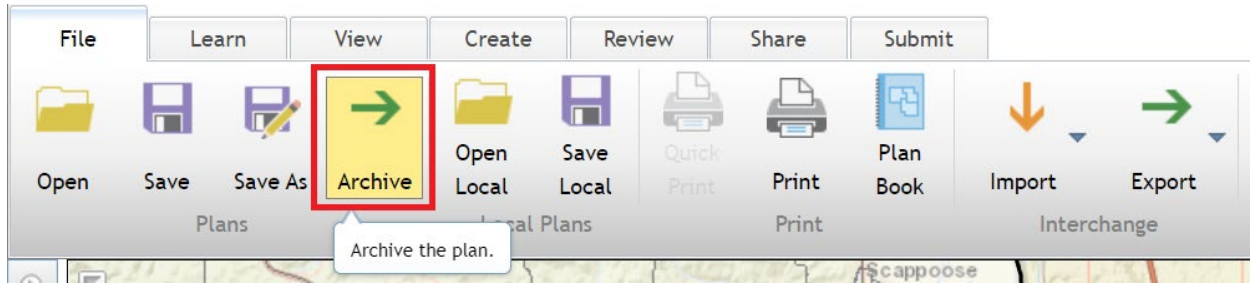 File Learn View Create Review Share Submit
Open Save Save As Archive Open Local Save Local Quick Print Print Plan Book Import Export
Plans Local Plans Print Interchange
Archive the plan.
Scappoose